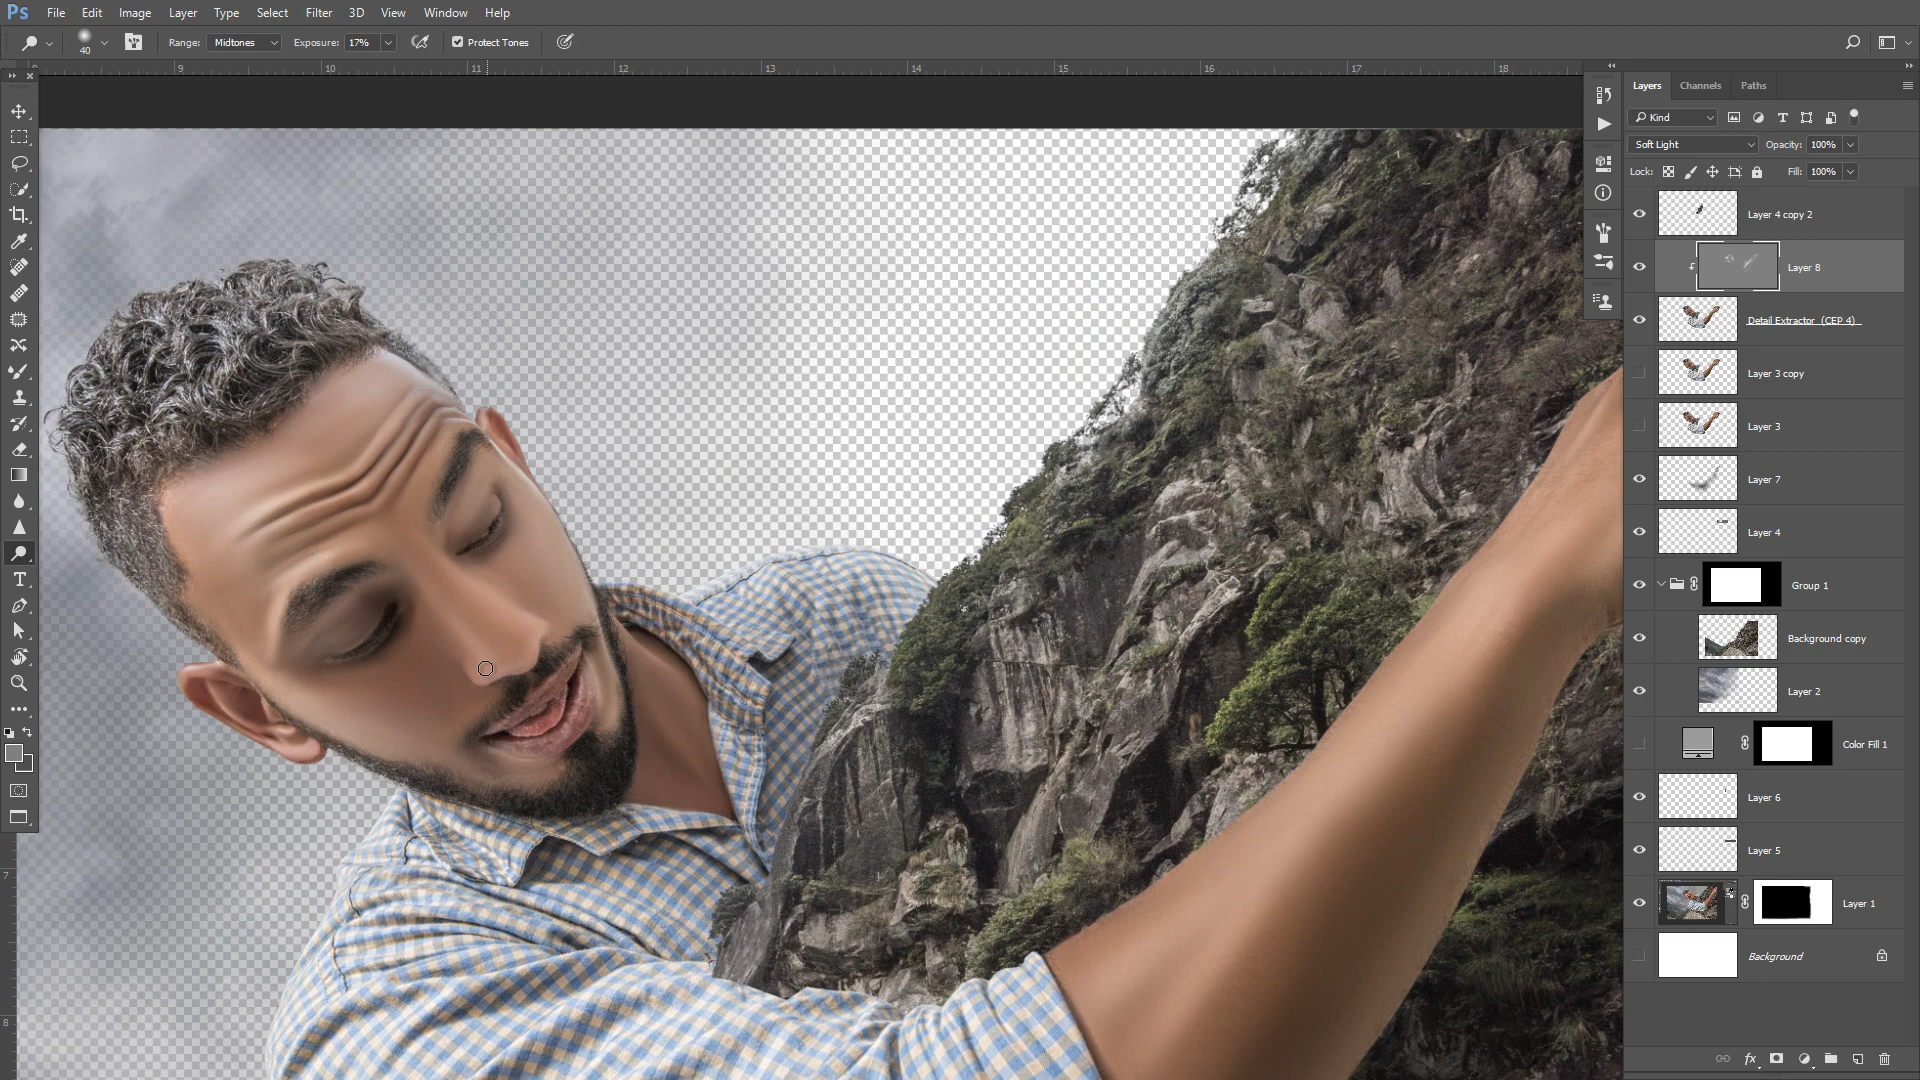 Ps File Edit Image Layer Type Select Filter 3D View Window Help
40 Range: Midtones Exposure: 17% Protect Tones
9 10 11 12 13 14 15 16 17 18
Layers Channels Paths
Kind
Soft Light Opacity: 100%
Lock: Fill: 100%
Layer 4 copy 2
Layer 8
Detail Extractor (CEP 4)
Layer 3 copy
Layer 3
Layer 7
Layer 4
Group 1
Background copy
Layer 2
Color Fill 1
Layer 6
Layer 5
Layer 1
Background
7
8